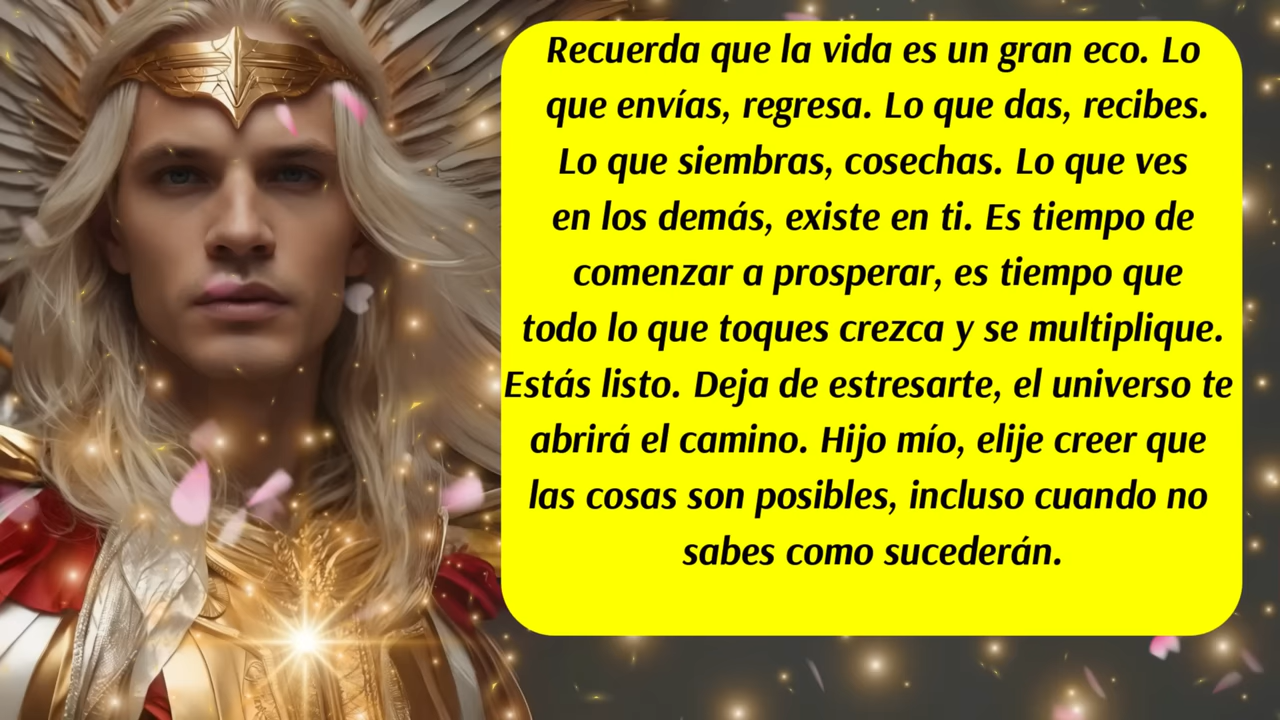 Recuerda que la vida es un gran eco. Lo
que envías, regresa. Lo que das, recibes.
Lo que siembras, cosechas. Lo que ves
en los demás, existe en ti. Es tiempo de
comenzar a prosperar, es tiempo que
todo lo que toques crezca y se multiplique.
Estás listo. Deja de estresarte, el universo te
abrirá el camino. Hijo mío, elije creer que
las cosas son posibles, incluso cuando no
sabes como sucederán.